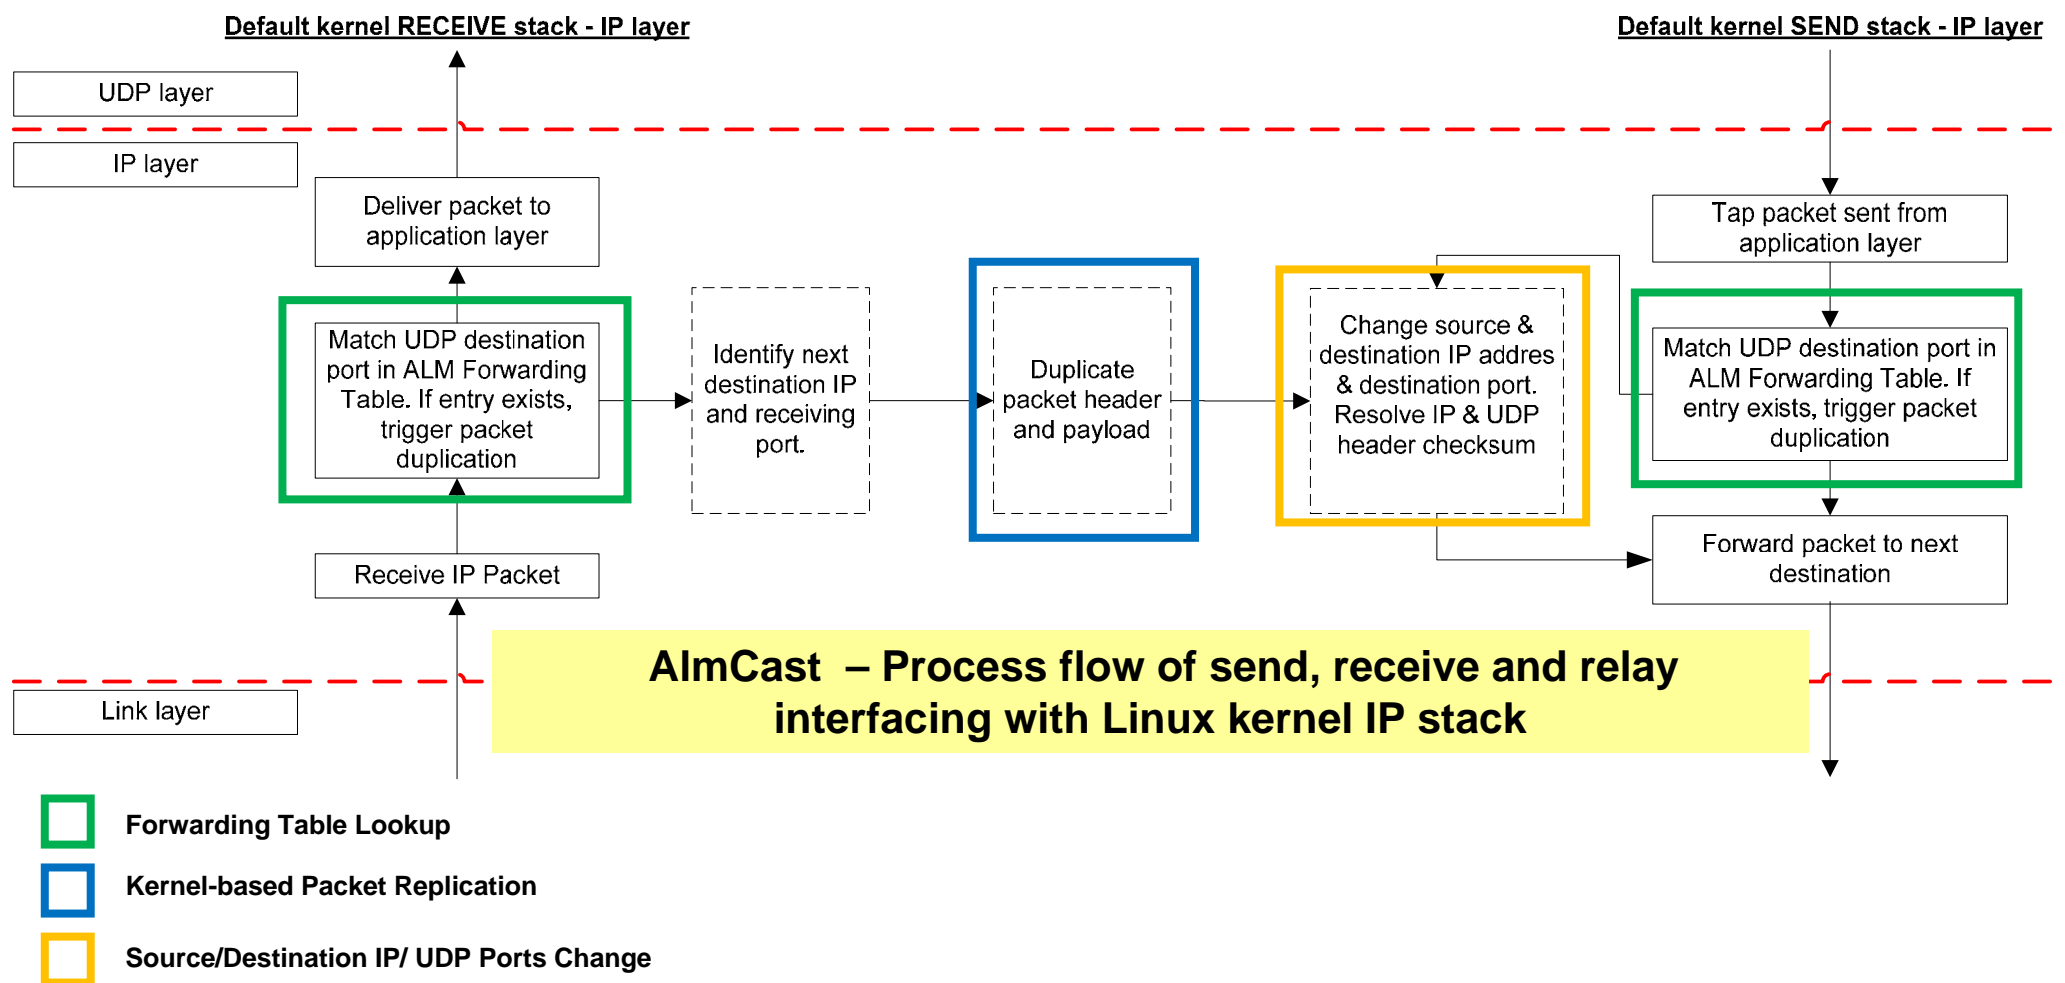 Default kernel RECEIVE stack - IP layer
Default kernel SEND stack - IP layer
UDP layer
IP layer
Deliver packet to
application layer
Tap packet sent from
application layer
Match UDP destination
port in ALM Forwarding
Table. If entry exists,
trigger packet
duplication
Identify next
destination IP
and receiving
port.
Duplicate
packet header
and payload
Change source &
destination IP addres
& destination port.
Resolve IP & UDP
header checksum
Match UDP destination port in
ALM Forwarding Table. If
entry exists, trigger packet
duplication
Receive IP Packet
Forward packet to next
destination
AlmCast – Process flow of send, receive and relay
interfacing with Linux kernel IP stack
Link layer
Forwarding Table Lookup
Kernel-based Packet Replication
Source/Destination IP/ UDP Ports Change